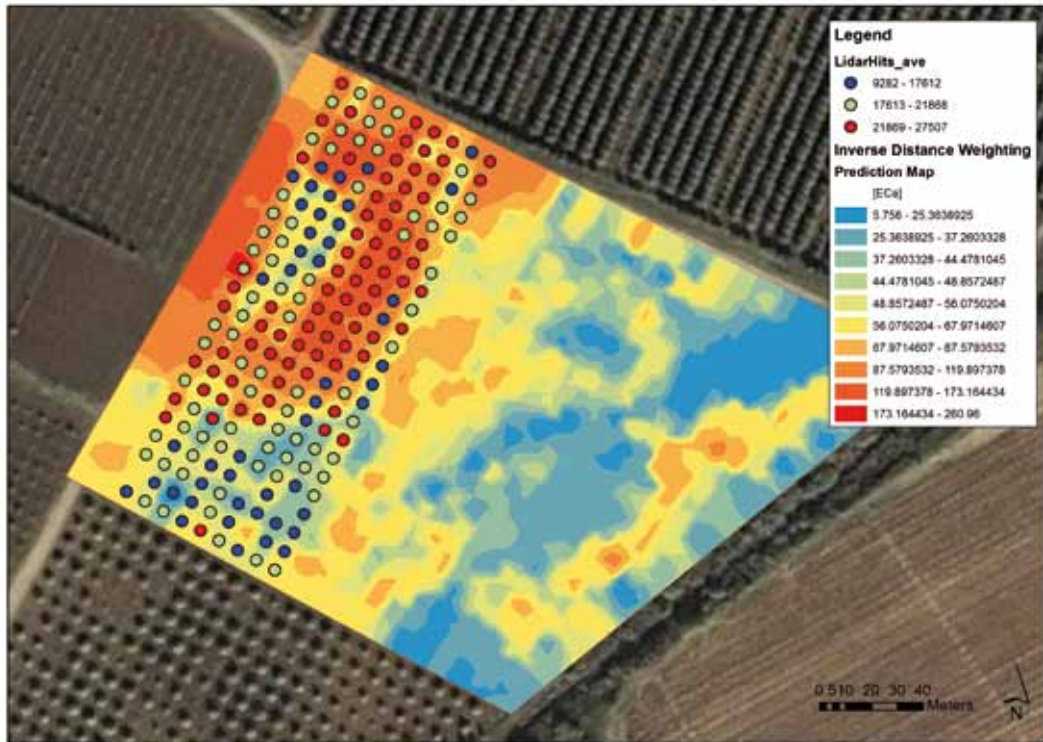 Legend
LidarHits_ave
9282 - 17612
17613 - 21868
21869 - 27507
Inverse Distance Weighting
Prediction Map
[ECa]
5.756 - 25.3638925
25.3638925 - 37.2603328
37.2603328 - 44.4781045
44.4781045 - 48.8572487
48.8572487 - 56.0750204
56.0750204 - 67.9714607
67.9714607 - 87.5793532
87.5793532 - 119.897378
119.897378 - 173.164434
173.164434 - 260.96
0 5 10 20 30 40
Meters
N